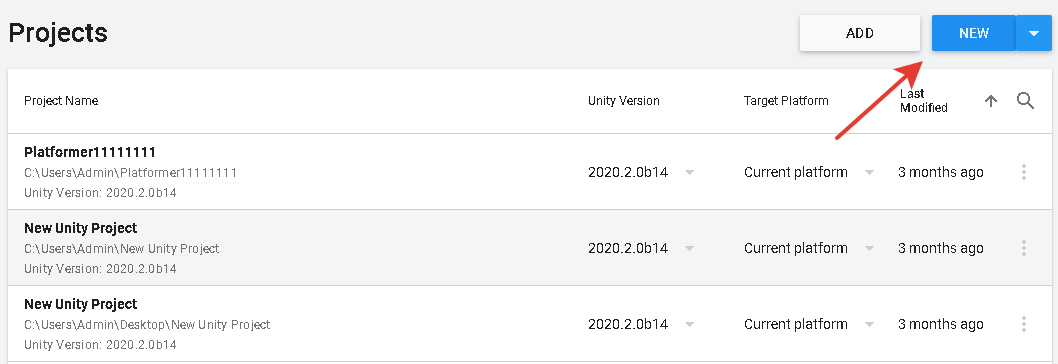 Projects
ADD
NEW
Project Name
Unity Version
Target Platform
Last
Modified
Platformer11111111
C:\Users\Admin\Platformer11111111
Unity Version: 2020.2.0b14
2020.2.0b14
Current platform
3 months ago
New Unity Project
C:\Users\Admin\New Unity Project
Unity Version: 2020.2.0b14
2020.2.0b14
Current platform
3 months ago
New Unity Project
C:\Users\Admin\Desktop\New Unity Project
Unity Version: 2020.2.0b14
2020.2.0b14
Current platform
3 months ago